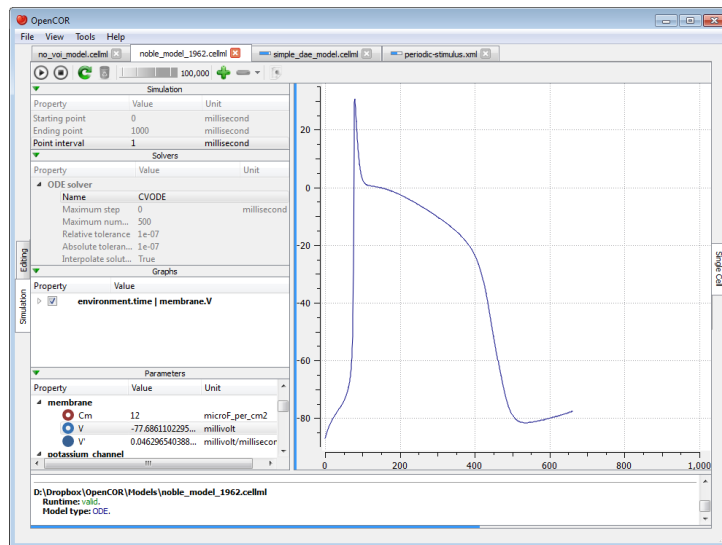 OpenCOR
File View Tools Help
no_voi_model.cellml noble_model_1962.cellml simple_dae_model.cellml periodic-stimulus.xml
100,000
Simulation
Property Value Unit
Starting point 0 millisecond
Ending point 1000 millisecond
Point interval 1 millisecond
Solvers
Property Value Unit
ODE solver
Name CVODE
Maximum step 0 millisecond
Maximum num... 500
Relative tolerance 1e-07
Absolute toleran... 1e-07
Interpolate solut... True
Graphs
Property Value
environment.time | membrane.V
Parameters
Property Value Unit
membrane
Cm 12 microF_per_cm2
V -77.6861102295... millivolt
V' 0.046296540388... millivolt/millisecor
potassium channel
Editing
Simulation
20
0
-20
-40
-60
-80
0 200 400 600 800 1,000
Single Cell
D:\Dropbox\OpenCOR\Models\noble_model_1962.cellml
Runtime: valid.
Model type: ODE.